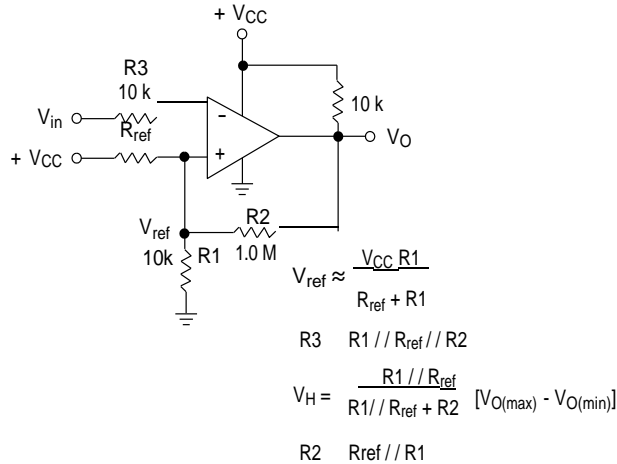 + VCC
R3
10 k
10 k
Vin
Rref
-
VO
+ VCC
+
R2
Vref
10k R1
1.0 M
Vref ≈ VCC R1
Rref + R1
R3 R1 // Rref // R2
VH = R1 // Rref [VO(max) - VO(min)]
R1// Rref + R2
R2 Rref // R1